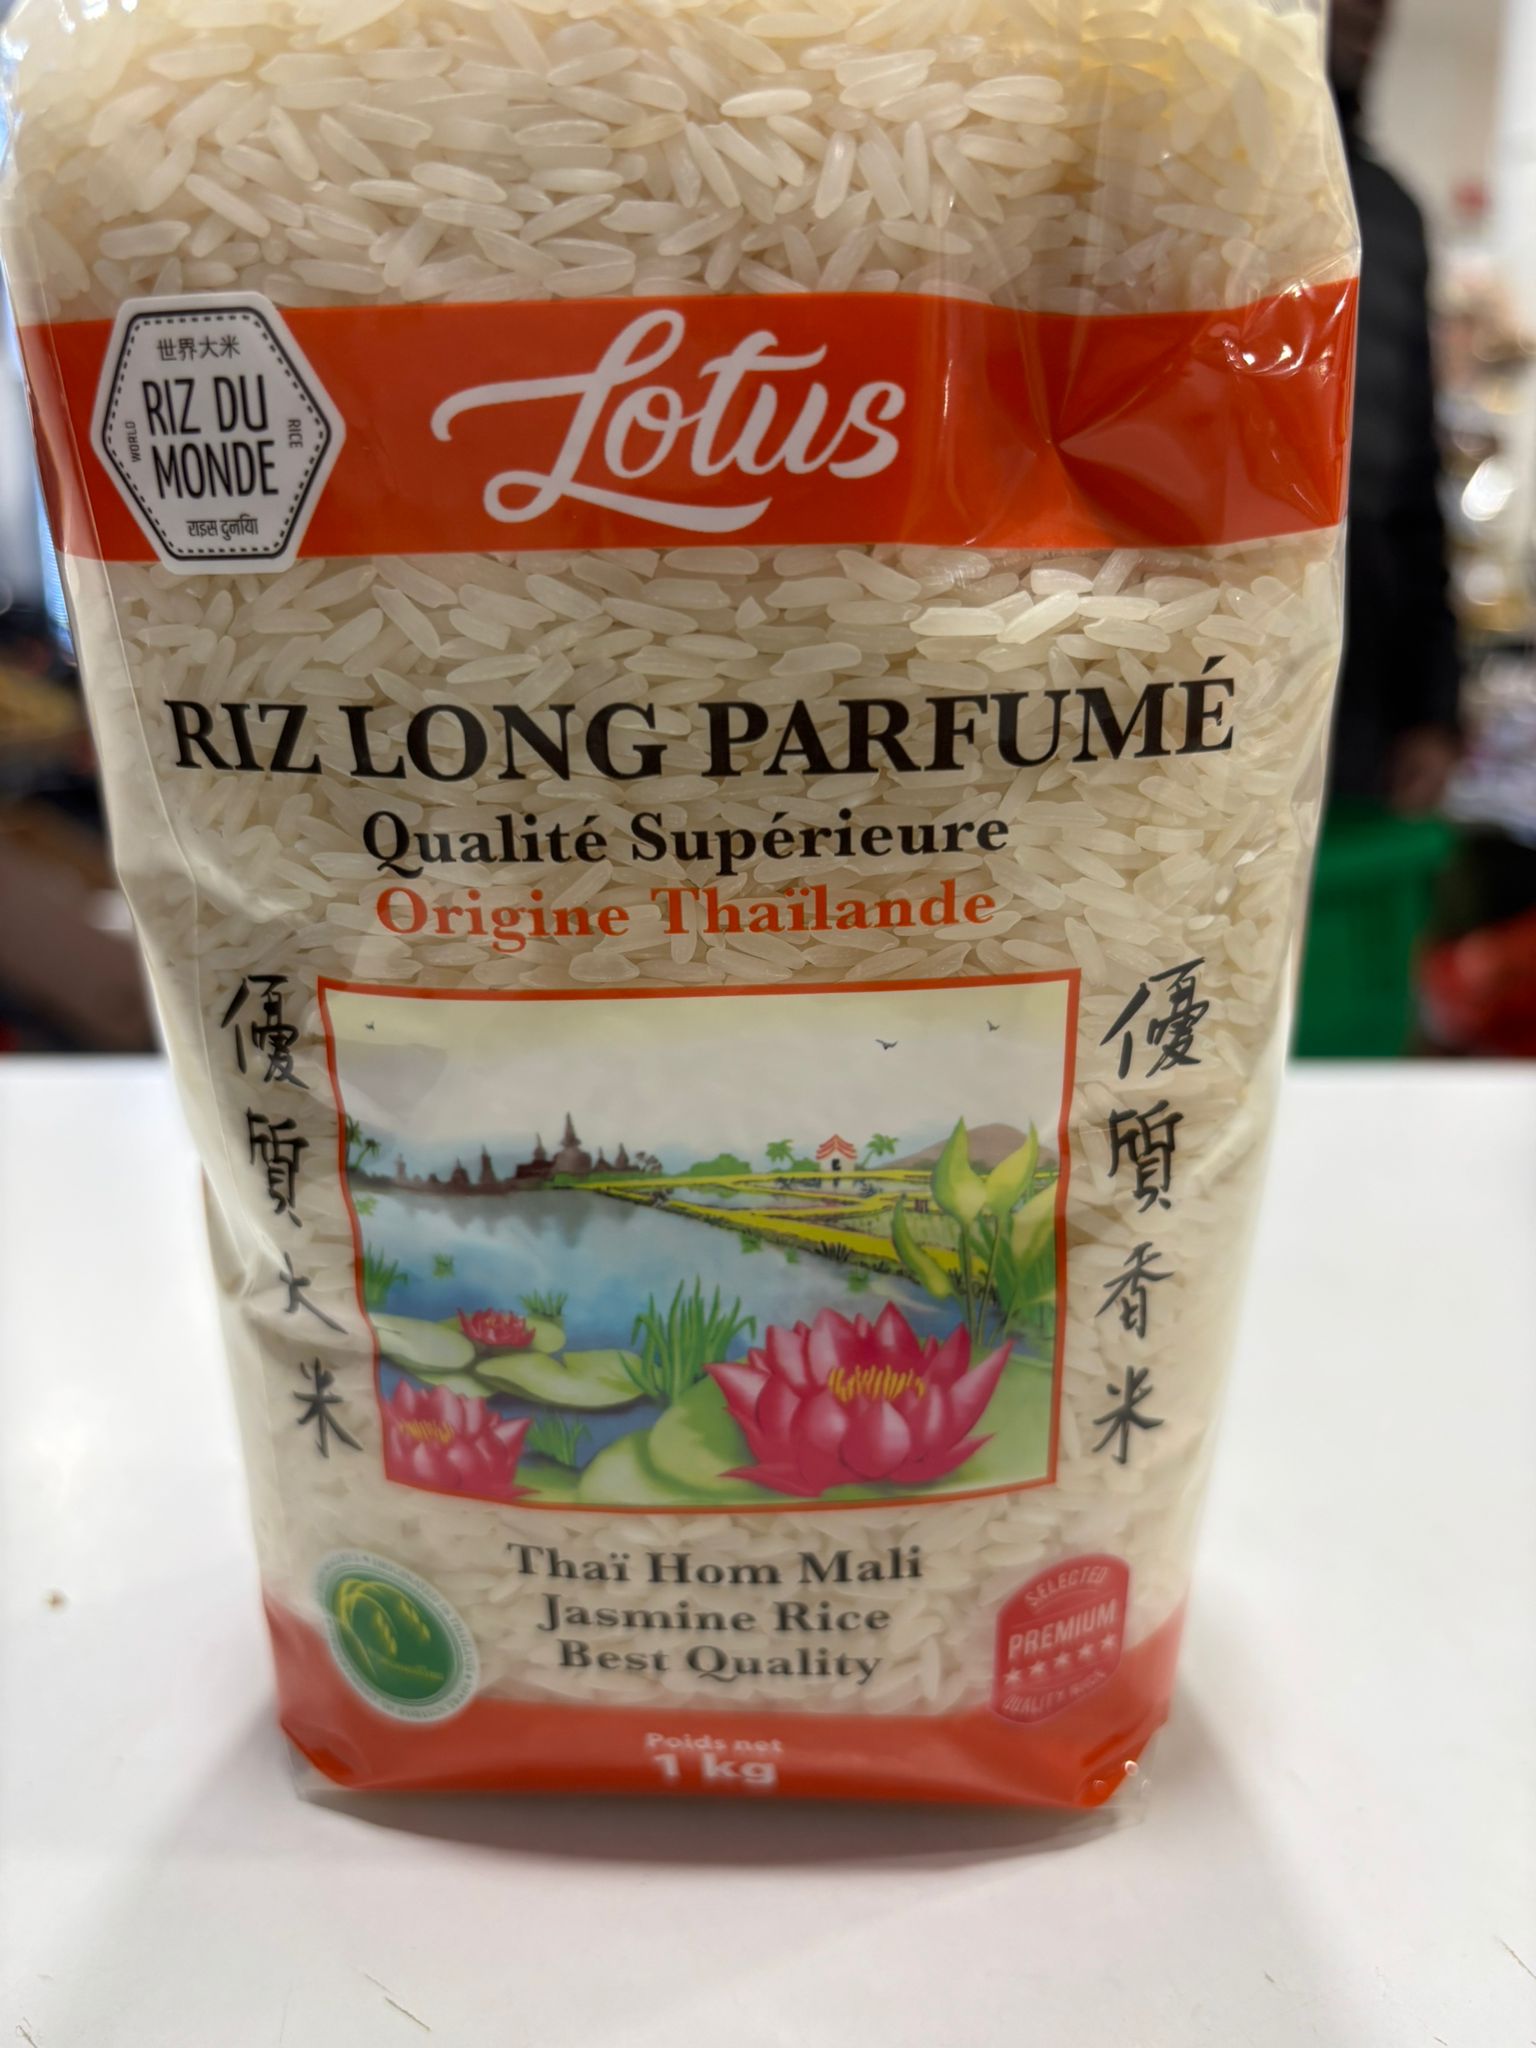 世界大米
RIZ DU
MONDE
WORLD
RICE
राइस दुनिया
Lotus
RIZ LONG PARFUMÉ
Qualité Supérieure
Origine Thaïlande
優質大米
優質香米
Thaï Hom Mali
Jasmine Rice
Best Quality
SELECTED
PREMIUM
QUALITY
Poids net
1 kg